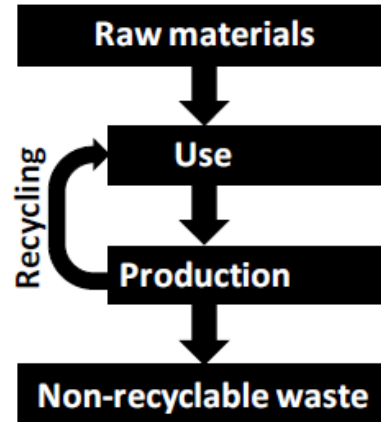 Raw materials
Use
Recycling
Production
Non-recyclable waste